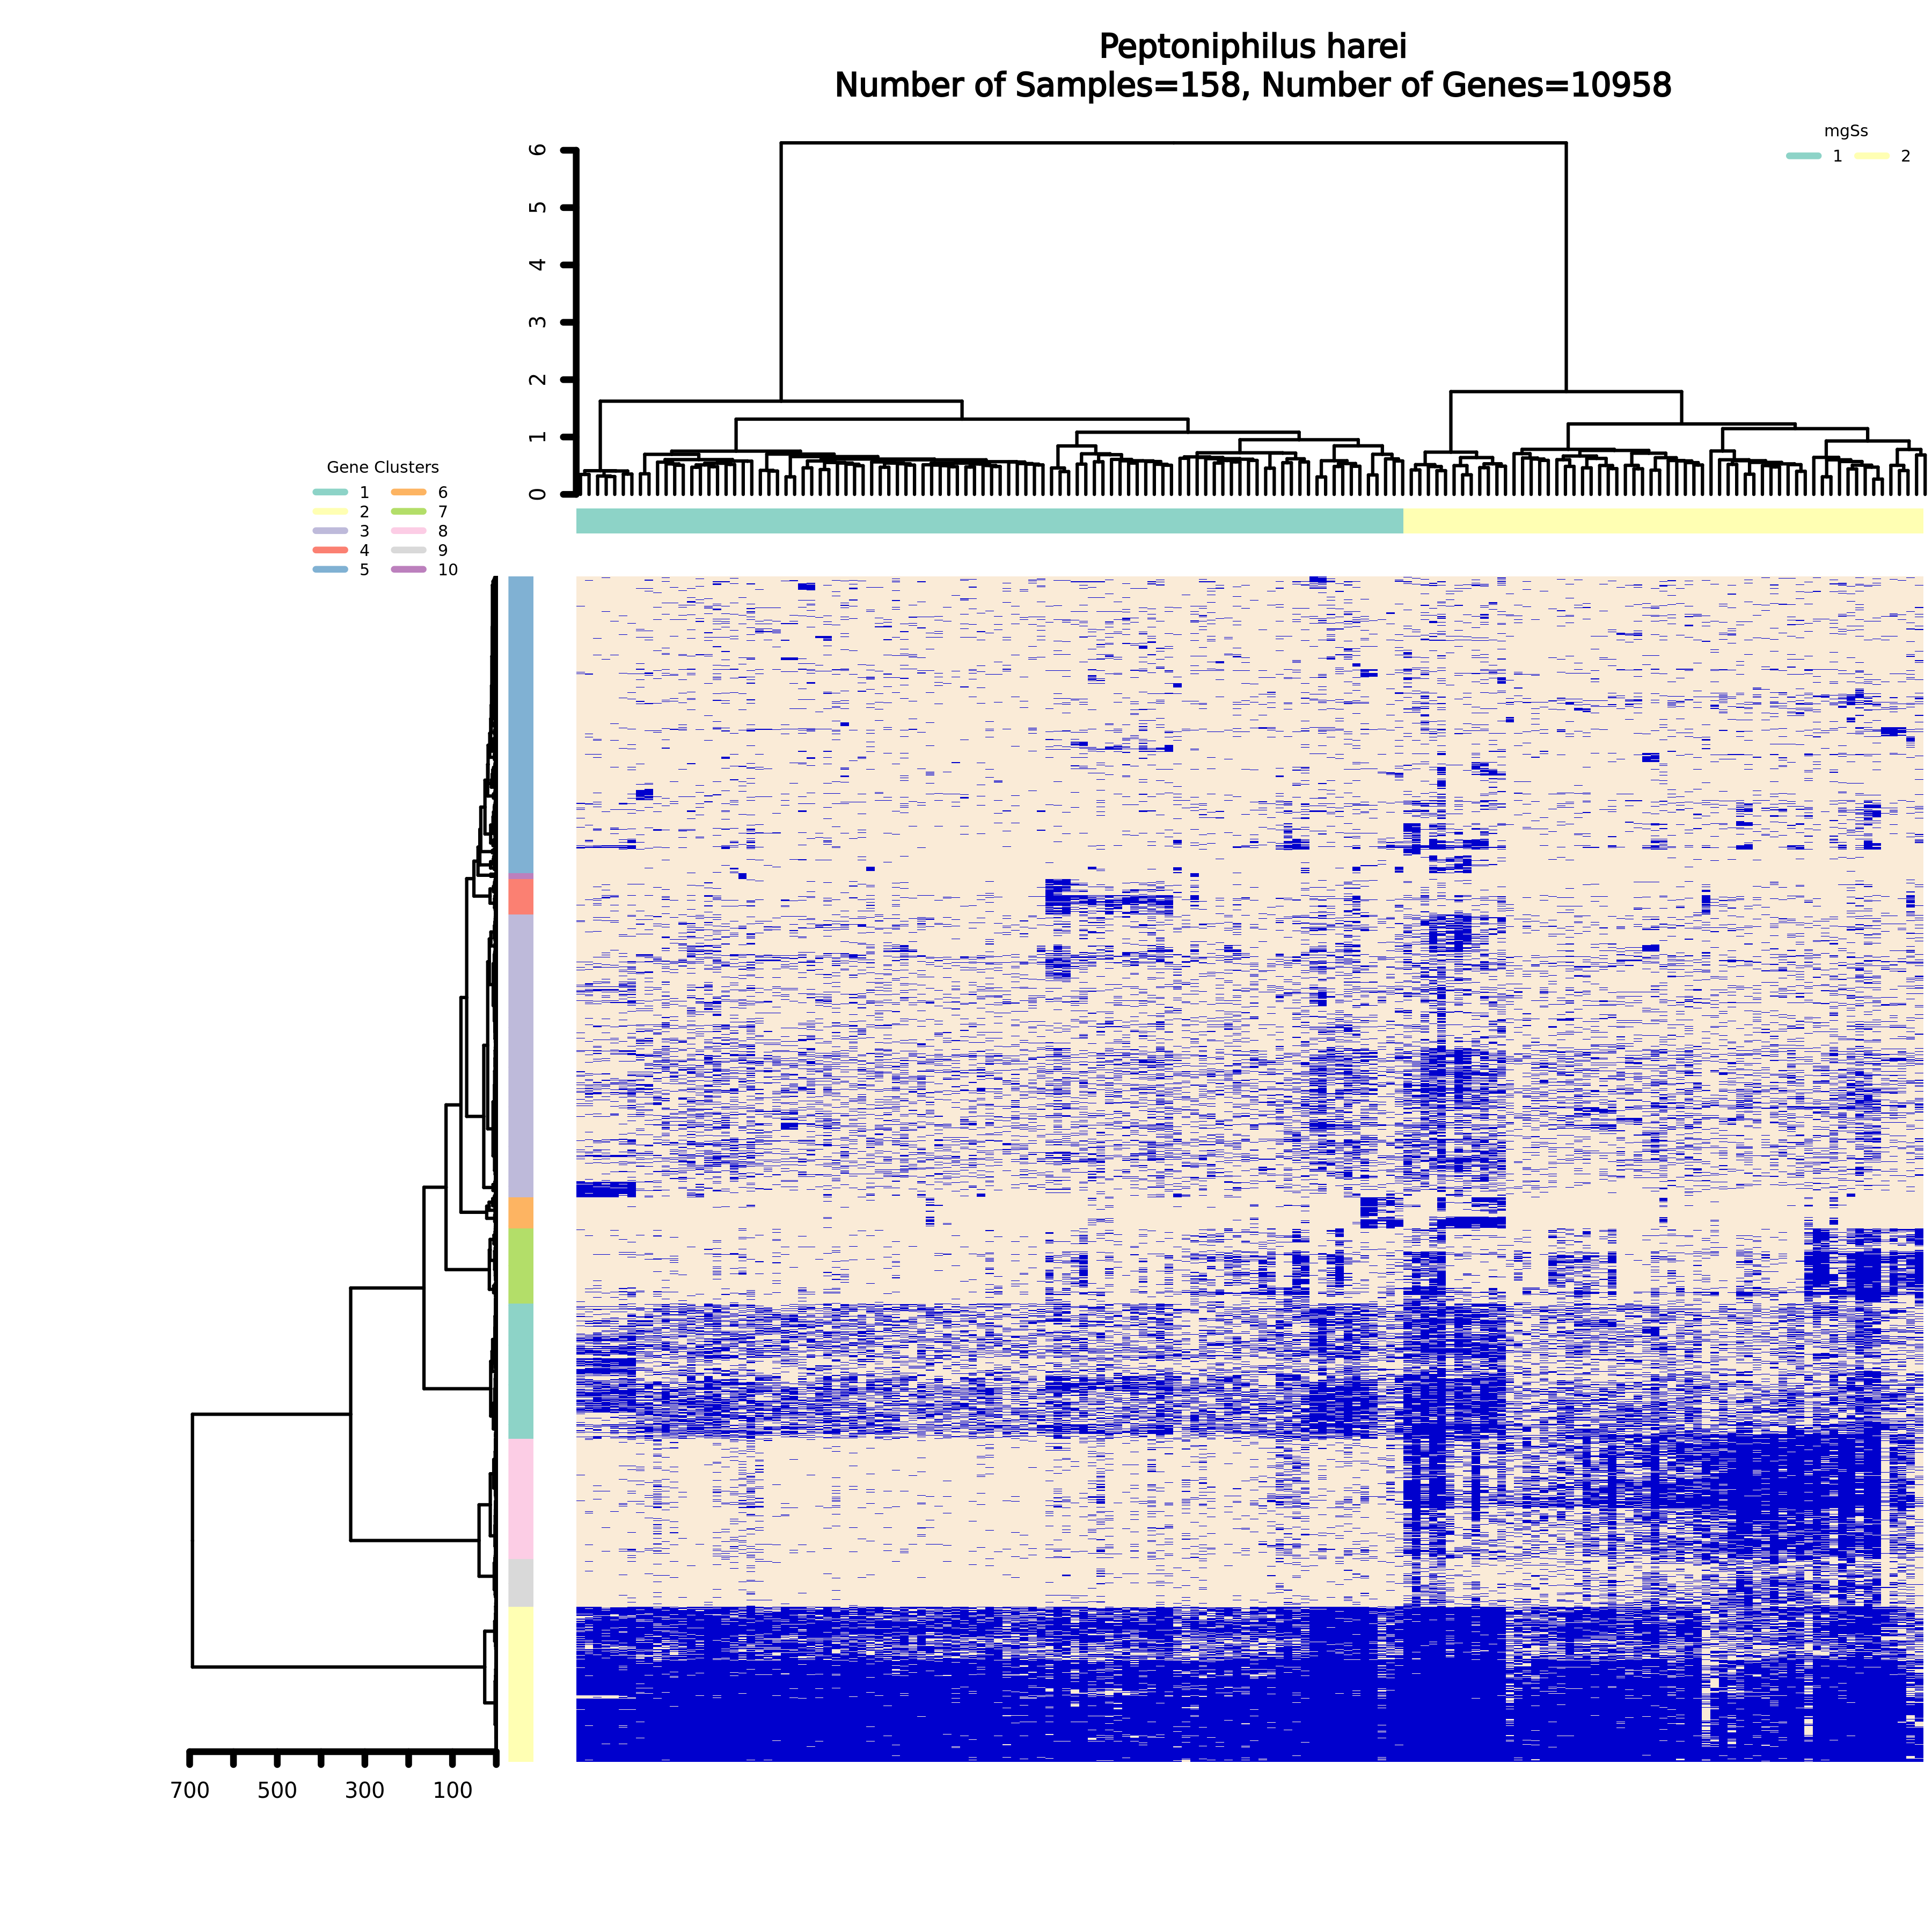 Peptoniphilus harei
Number of Samples=158, Number of Genes=10958
mgSs
1 2
6
5
4
3
2
1
0
Gene Clusters
1 6
2 7
3 8
4 9
5 10
700 500 300 100